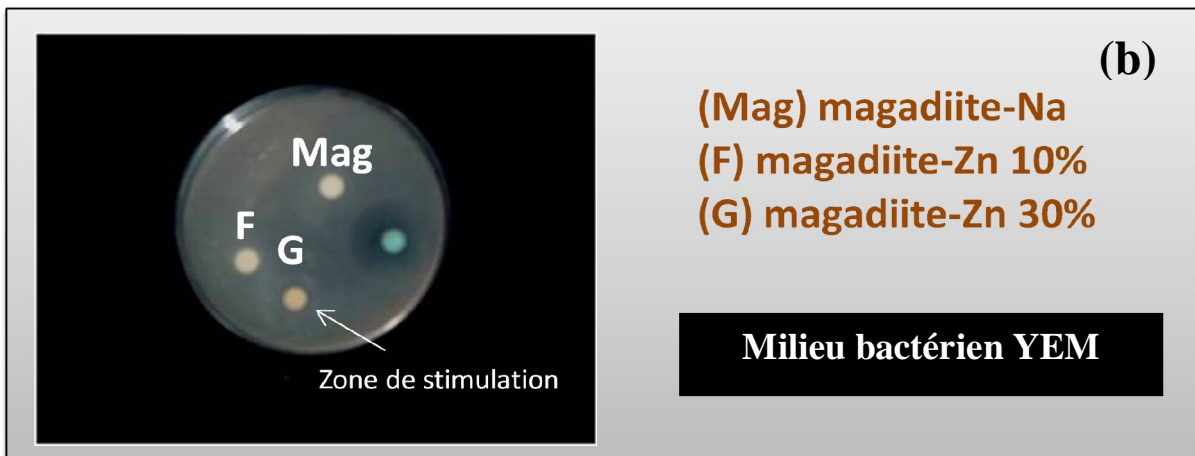 (b)
Mag
F
G
Zone de stimulation
(Mag) magadiite-Na
(F) magadiite-Zn 10%
(G) magadiite-Zn 30%
Milieu bactérien YEM